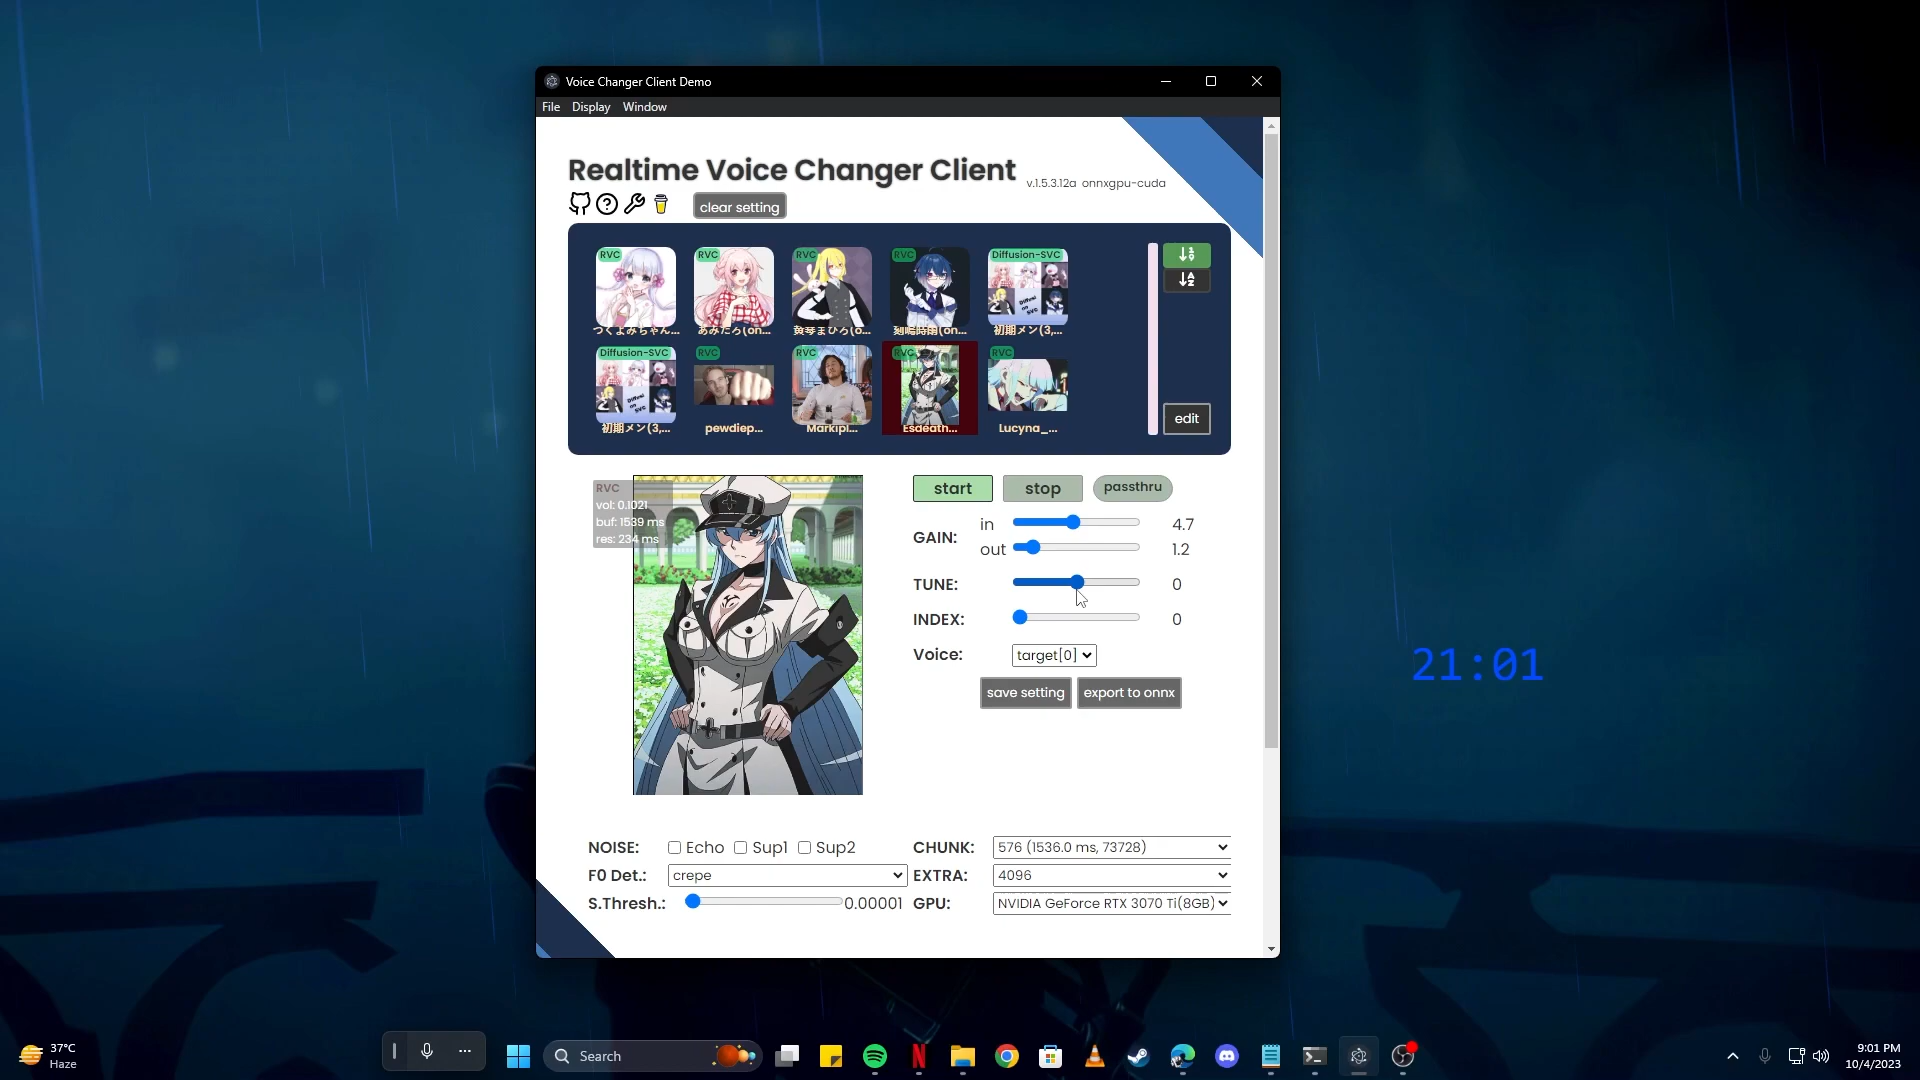 Voice Changer Client Demo
File Display Window
Realtime Voice Changer Client v.1.5.3.12a onnxgpu-cuda
clear setting
RVC RVC RVC RVC Diffusion-SVC
つくよみちゃん... あみたろ(on... 黄琴まひろ(o... 刻鳴時雨(on... 初期メン(3,...
Diffusion-SVC RVC RVC RVC RVC
初期メン(3,... pewdiep... Markipl... Esdeath... Lucyna_...
edit
RVC
vol: 0.1021
buf: 1539 ms
res: 234 ms
start stop passthru
GAIN: in 4.7
out 1.2
TUNE: 0
INDEX: 0
Voice: target[0]
save setting export to onnx
21:01
NOISE: Echo Sup1 Sup2 CHUNK: 576 (1536.0 ms, 73728)
F0 Det.: crepe EXTRA: 4096
S.Thresh.: 0.00001 GPU: NVIDIA GeForce RTX 3070 Ti(8GB)
37°C
Haze
Search
9:01 PM
10/4/2023